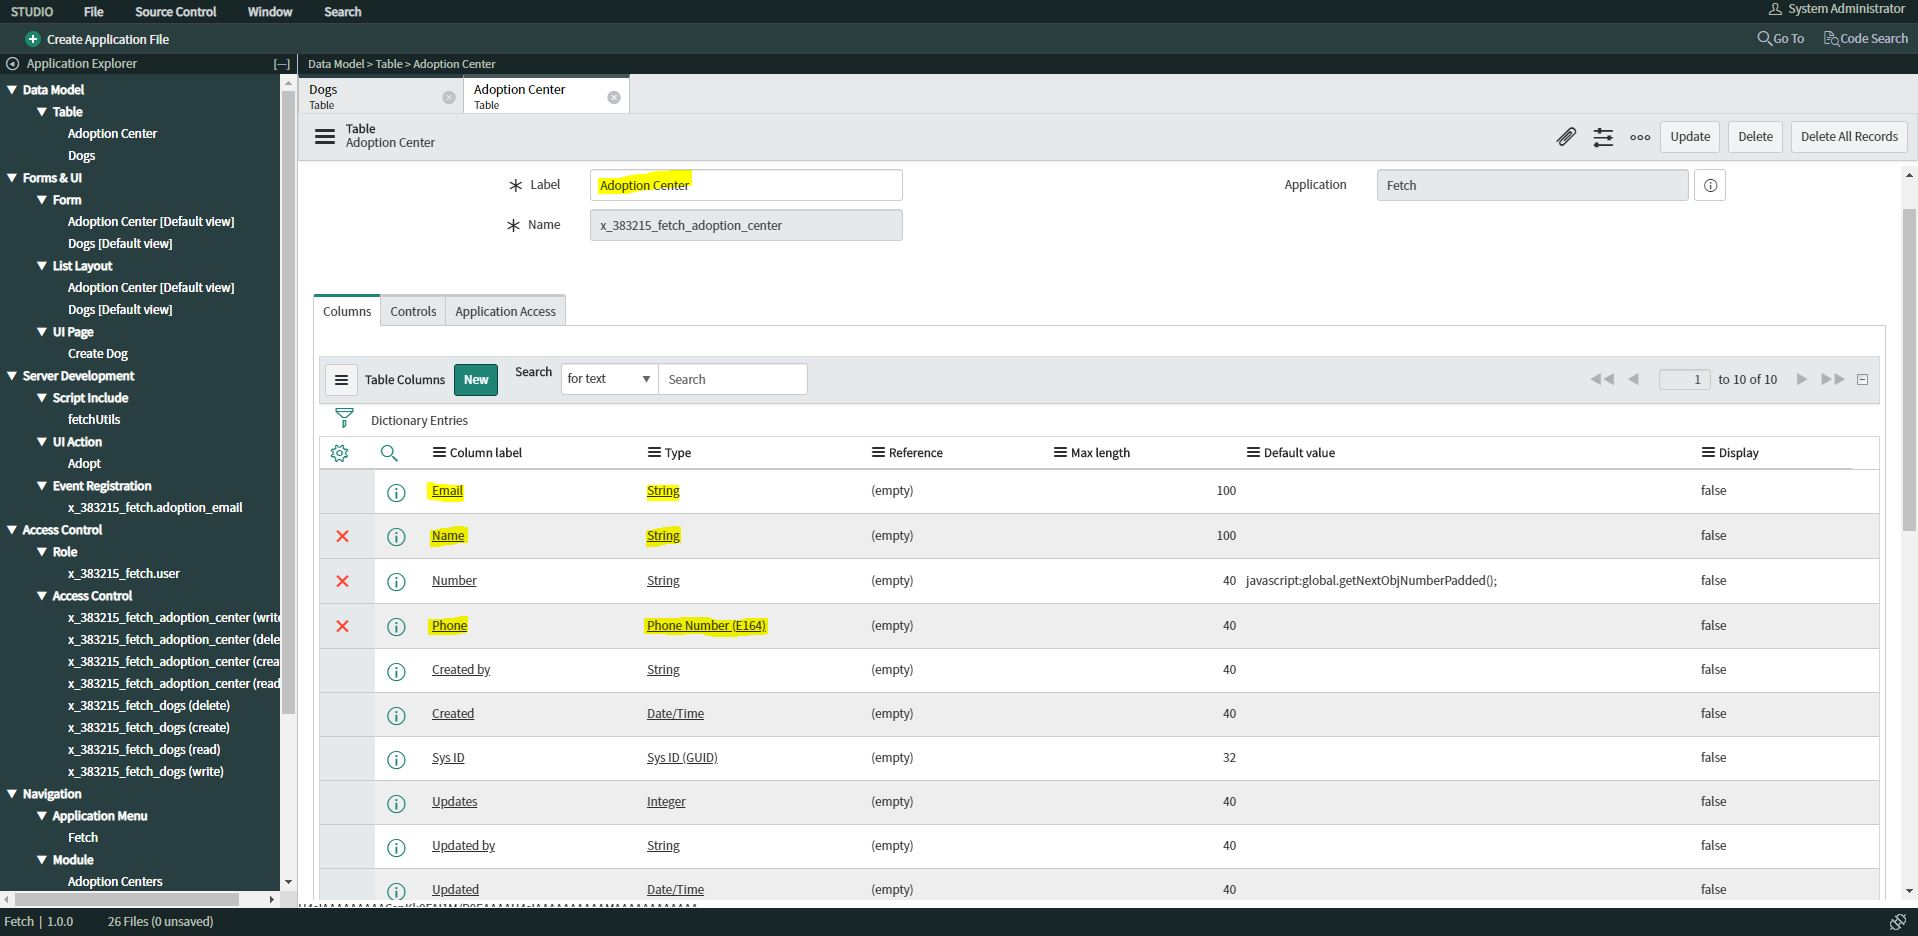 STUDIO File Source Control Window Search System Administrator
Create Application File Go To Code Search
Application Explorer [—] Data Model > Table > Adoption Center
Data Model
Table
Adoption Center
Dogs
Forms & UI
Form
Adoption Center [Default view]
Dogs [Default view]
List Layout
Adoption Center [Default view]
Dogs [Default view]
UI Page
Create Dog
Server Development
Script Include
fetchUtils
UI Action
Adopt
Event Registration
x_383215_fetch.adoption_email
Access Control
Role
x_383215_fetch.user
Access Control
x_383215_fetch_adoption_center (write
x_383215_fetch_adoption_center (dele
x_383215_fetch_adoption_center (crea
x_383215_fetch_adoption_center (read
x_383215_fetch_dogs (delete)
x_383215_fetch_dogs (create)
x_383215_fetch_dogs (read)
x_383215_fetch_dogs (write)
Navigation
Application Menu
Fetch
Module
Adoption Centers
Dogs
Table
Adoption Center
Table
Table
Adoption Center
Update Delete Delete All Records
Label Adoption Center Application Fetch
Name x_383215_fetch_adoption_center
Columns Controls Application Access
Table Columns New Search for text Search 1 to 10 of 10
Dictionary Entries
Column label Type Reference Max length Default value Display
Email String (empty) 100 false
Name String (empty) 100 false
Number String (empty) 40 javascript:global.getNextObjNumberPadded(); false
Phone Phone Number (E164) (empty) 40 false
Created by String (empty) 40 false
Created Date/Time (empty) 40 false
Sys ID Sys ID (GUID) (empty) 32 false
Updates Integer (empty) 40 false
Updated by String (empty) 40 false
Updated Date/Time (empty) 40 false
Fetch | 1.0.0 26 Files (0 unsaved)